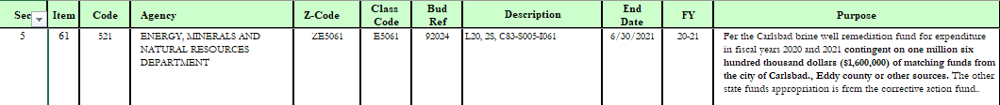 Sec Item Code Agency Z-Code Class Code Bud Ref Description End Date FY Purpose
5 61 521 ENERGY, MINERALS AND ZE5061 E5061 92024 L20, 2S, C83-S005-I061 6/30/2021 20-21 Per the Carlsbad brine well remediation fund for expenditure
NATURAL RESOURCES in fiscal years 2020 and 2021 contingent on one million six
DEPARTMENT hundred thousand dollars ($1,600,000) of matching funds from
the city of Carlsbad., Eddy county or other sources. The other
state funds appropriation is from the corrective action fund..